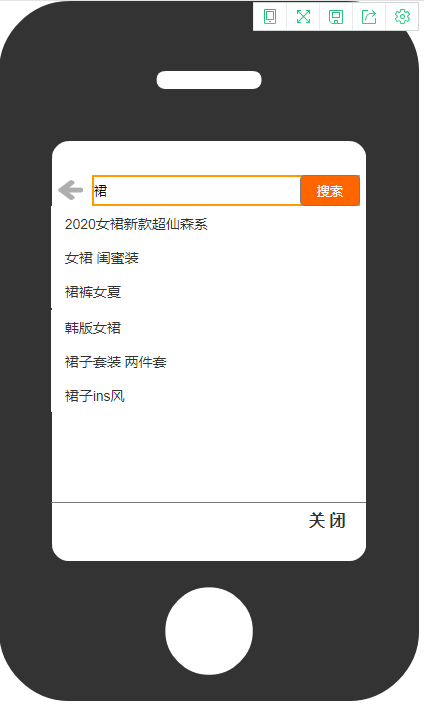 裙
搜索
2020女裙新款超仙森系
女裙 闺蜜装
裙裤女夏
韩版女裙
裙子套装 两件套
裙子ins风
关闭